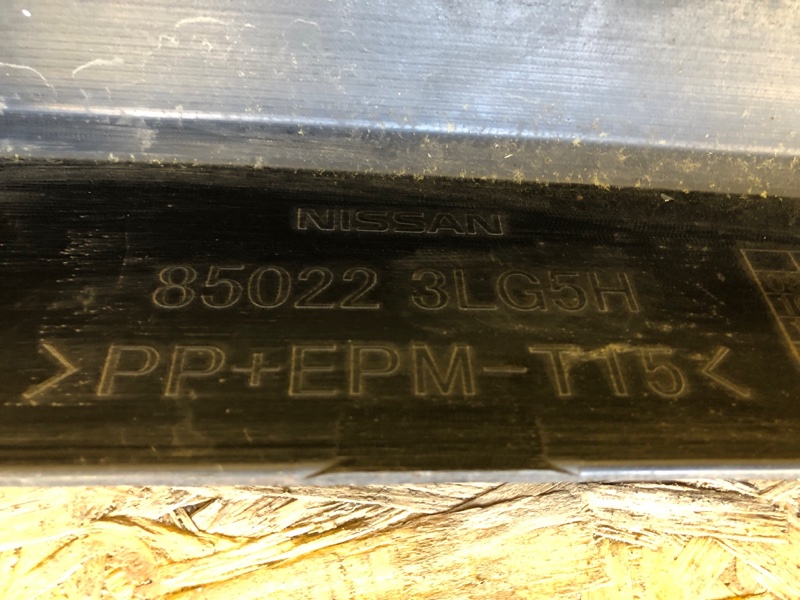 NISSAN
85022 3LG5H
>PP+EPM-T15<